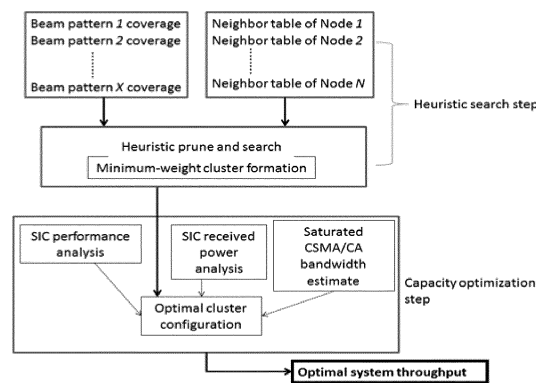 Beam pattern 1 coverage
Beam pattern 2 coverage
Beam pattern X coverage
Neighbor table of Node 1
Neighbor table of Node 2
Neighbor table of Node N
Heuristic search step
Heuristic prune and search
Minimum-weight cluster formation
SIC performance
analysis
SIC received
power
analysis
Saturated
CSMA/CA
bandwidth
estimate
Optimal cluster
configuration
Capacity optimization
step
Optimal system throughput